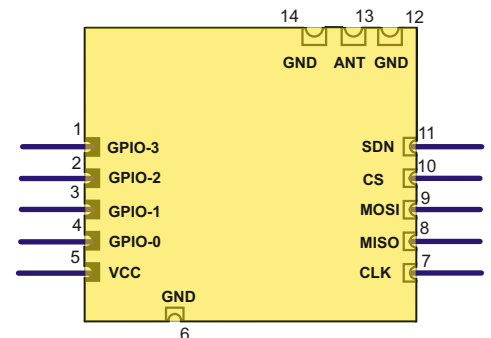 14 13 12
GND ANT GND
1 GPIO-3 SDN 11
2 GPIO-2 CS 10
3 GPIO-1 MOSI 9
4 GPIO-0 MISO 8
5 VCC CLK 7
GND
6